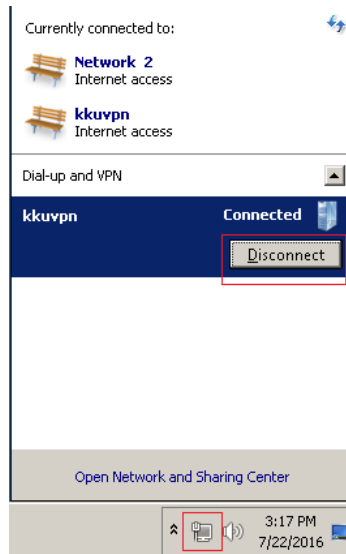 Currently connected to:
Network 2
Internet access
kkuvpn
Internet access
Dial-up and VPN
kkuvpn Connected
Disconnect
Open Network and Sharing Center
3:17 PM
7/22/2016